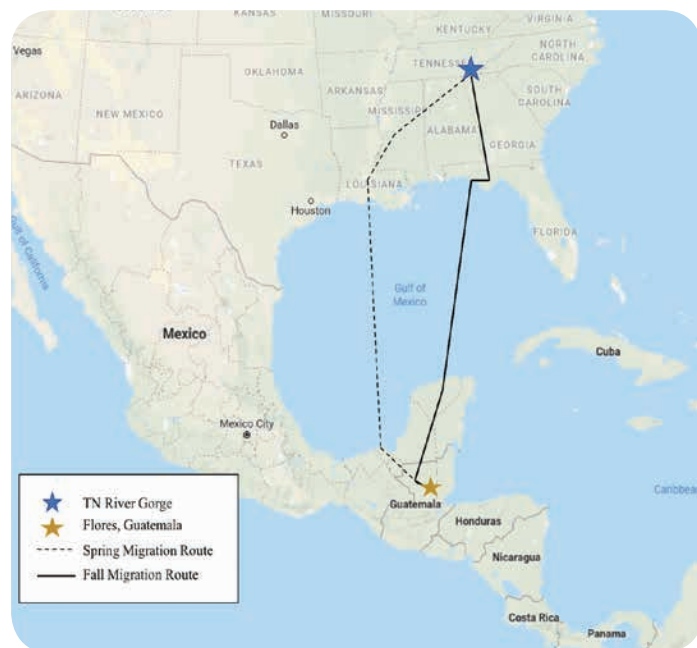 KANSAS
MISSOURI
VIRGINIA
KENTUCKY
Vegas
NORTH
CAROLINA
TENNESSEE
OKLAHOMA
ARKANSAS
ARIZONA
NEW MEXICO
SOUTH
CAROLINA
MISSISSIPPI
Dallas
ALABAMA
GEORGIA
TEXAS
LOUISIANA
Houston
FLORIDA
Gulf of
California
Gulf of
Mexico
Mexico
Cuba
Mexico City
Caribbean
Guatemala
Honduras
Nicaragua
Costa Rica
Panama
TN River Gorge
Flores, Guatemala
Spring Migration Route
Fall Migration Route